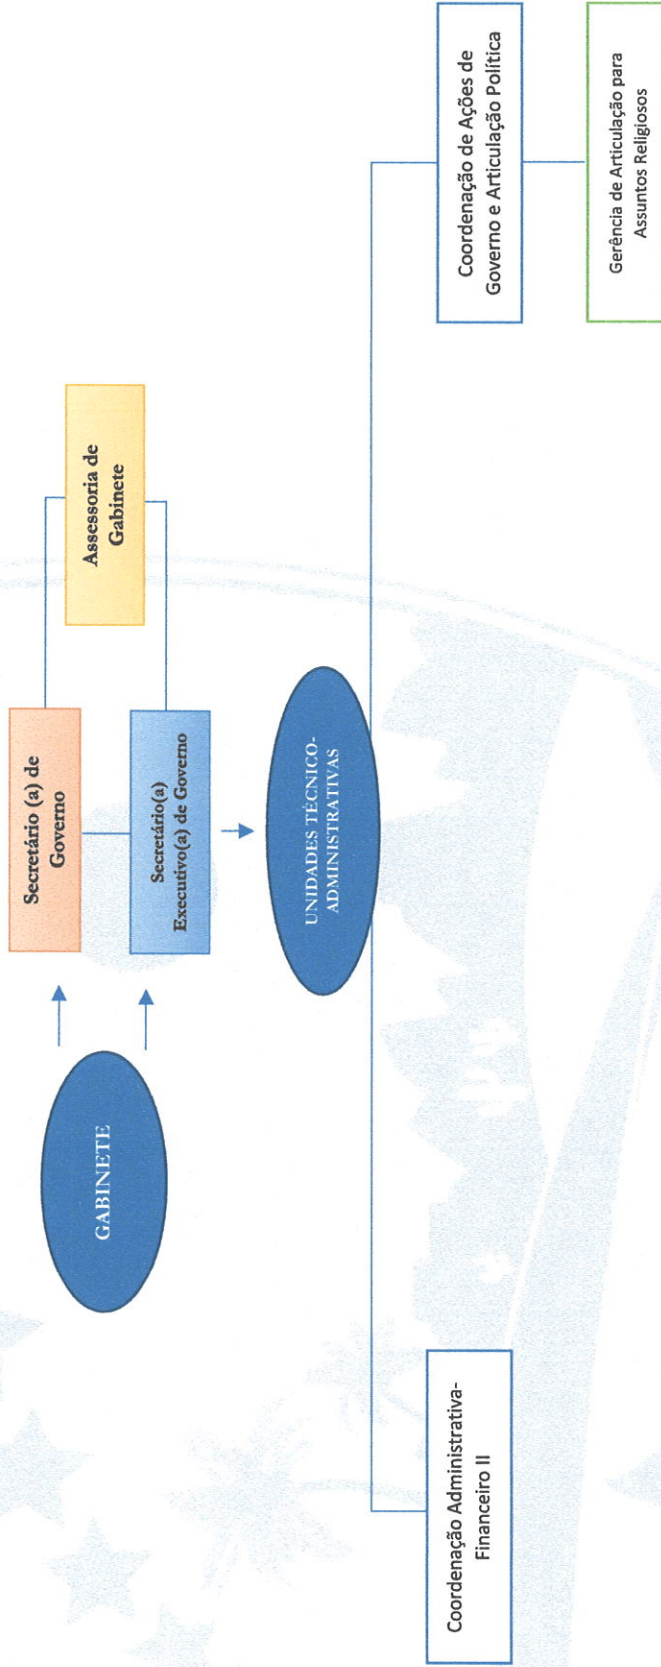 GABINETE
Secretário (a) de
Governo
Secretário(a)
Executivo(a) de Governo
Assessoria de
Gabinete
UNIDADES TÉCNICO-
ADMINISTRATIVAS
Coordenação Administrativa-
Financeiro II
Coordenação de Ações de
Governo e Articulação Política
Gerência de Articulação para
Assuntos Religiosos